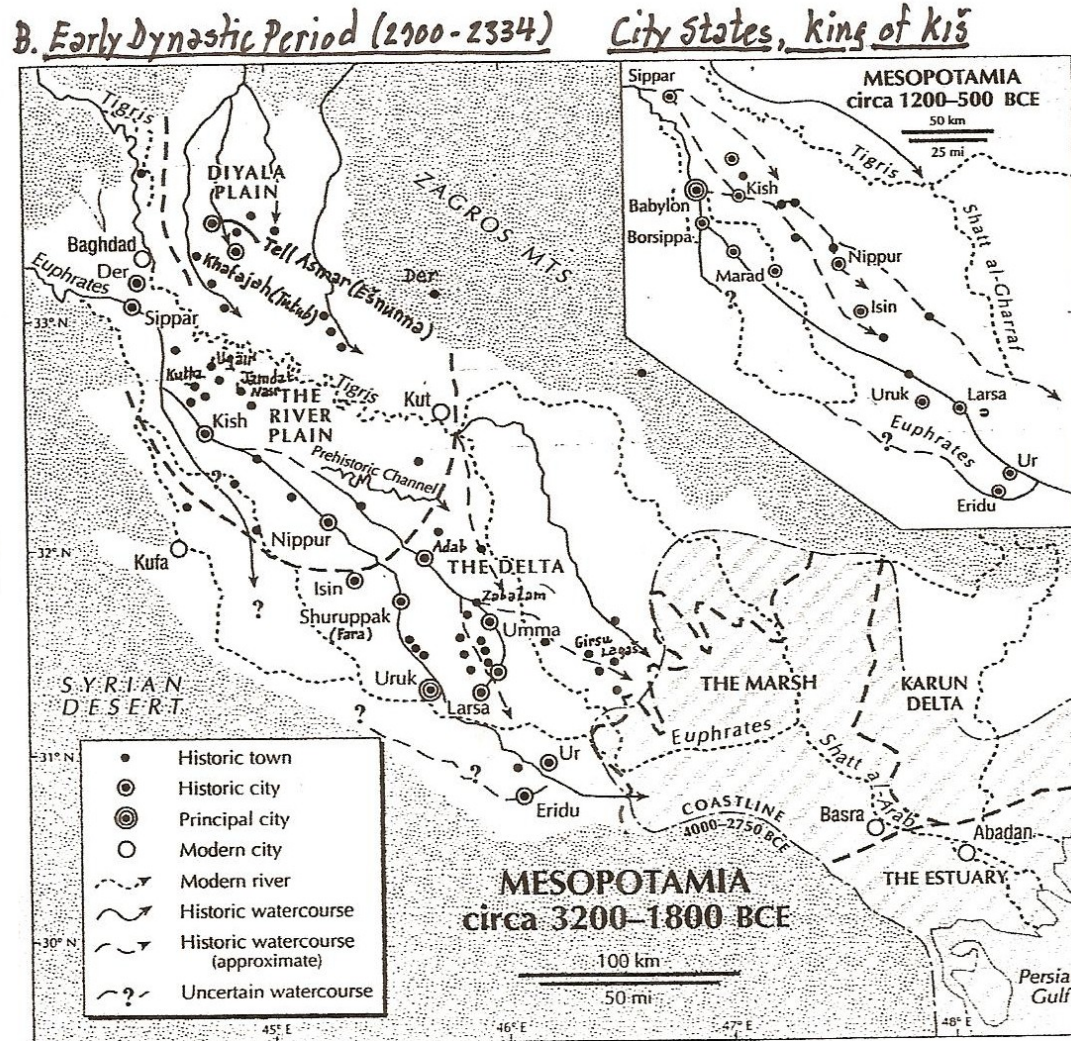 B. Early Dynastic Period (2900-2334)
City States, King of Kiš
Tigris
DIYALA
PLAIN
ZAGROS MTS
Baghdad
Der
Euphrates
Sippar
33° N
Khafajah (Tutub)
Tell Asmar (Ešnunna)
Der
Kutta
Uqair
Jamdat
Nasr
THE
RIVER
PLAIN
Tigris
Kut
Kish
Prehistoric Channel
?
32° N
Kufa
Nippur
Adab
THE DELTA
Isin
Zabalam
?
Shuruppak
(Fara)
Umma
Girsu
Lagaš
Uruk
Larsa
THE MARSH
KARUN
DELTA
SYRIAN
DESERT
?
Euphrates
31° N
?
Ur
Eridu
Shatt al-Arab
COASTLINE
4000–2750 BCE
Basra
Abadan
THE ESTUARY
Historic town
Historic city
Principal city
Modern city
Modern river
Historic watercourse
Historic watercourse
(approximate)
? Uncertain watercourse
MESOPOTAMIA
circa 3200–1800 BCE
100 km
50 mi
30° N
Persian
Gulf
45° E
46° E
47° E
48° E
Sippar
MESOPOTAMIA
circa 1200–500 BCE
50 km
25 mi
Tigris
Kish
Babylon
Borsippa
Shatt al-Gharraf
Nippur
Marad
?
Isin
Uruk
Larsa
?
Euphrates
Ur
Eridu